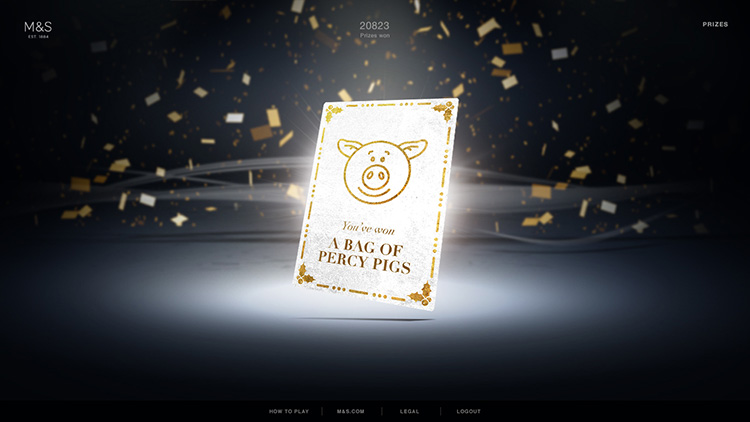 M&S
EST. 1884
20823
Prizes won
PRIZES
You've won
A BAG OF
PERCY PIGS
HOW TO PLAY
M&S.COM
LEGAL
LOGOUT